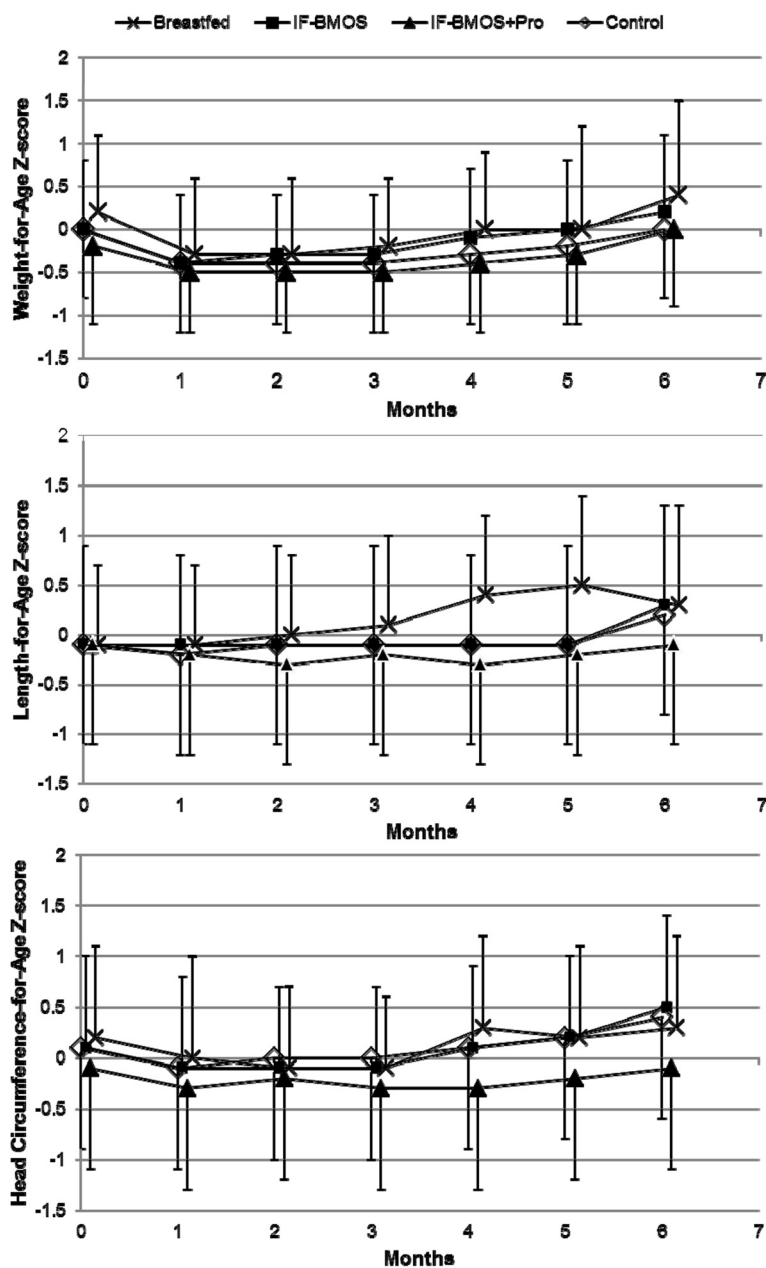 Breastfed IF-BMOS IF-BMOS+Pro Control
2
1.5
1
0.5
0
-0.5
-1
-1.5
Weight-for-Age Z-score
0 1 2 3 4 5 6 7
Months
2
1.5
1
0.5
0
-0.5
-1
-1.5
Length-for-Age Z-score
0 1 2 3 4 5 6 7
Months
2
1.5
1
0.5
0
-0.5
-1
-1.5
Head Circumference-for-Age Z-score
0 1 2 3 4 5 6 7
Months